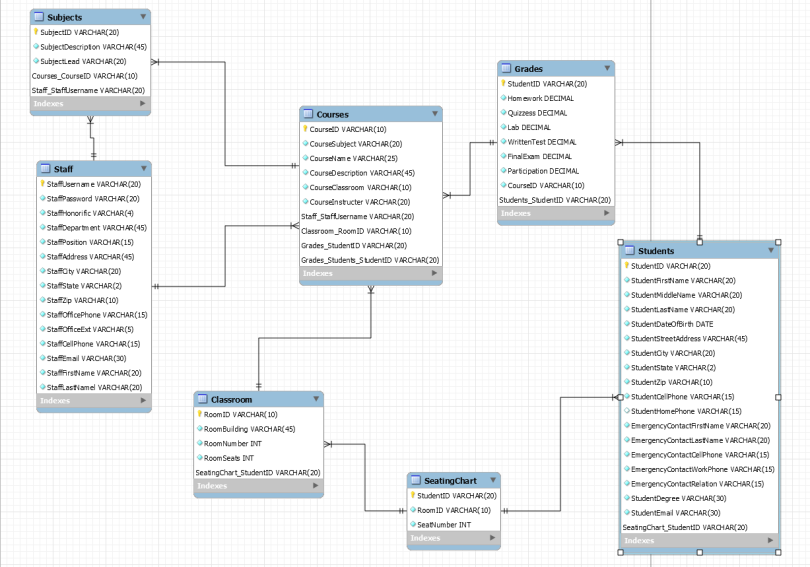 Subjects
SubjectID VARCHAR(20)
SubjectDescription VARCHAR(45)
SubjectLead VARCHAR(20)
Courses_CourseID VARCHAR(10)
Staff_StaffUsername VARCHAR(20)
Indexes
Staff
StaffUsername VARCHAR(20)
StaffPassword VARCHAR(20)
StaffHonorific VARCHAR(4)
StaffDepartment VARCHAR(45)
StaffPosition VARCHAR(15)
StaffAddress VARCHAR(45)
StaffCity VARCHAR(20)
StaffState VARCHAR(2)
StaffZip VARCHAR(10)
StaffOfficePhone VARCHAR(15)
StaffOfficeExt VARCHAR(5)
StaffCellPhone VARCHAR(15)
StaffEmail VARCHAR(30)
StaffFirstName VARCHAR(20)
StaffLastNamel VARCHAR(20)
Indexes
Courses
CourseID VARCHAR(10)
CourseSubject VARCHAR(20)
CourseName VARCHAR(25)
CourseDescription VARCHAR(45)
CourseClassroom VARCHAR(10)
CourseInstructer VARCHAR(20)
Staff_StaffUsername VARCHAR(20)
Classroom_RoomID VARCHAR(10)
Grades_StudentID VARCHAR(20)
Grades_Students_StudentID VARCHAR(20)
Indexes
Grades
StudentID VARCHAR(20)
Homework DECIMAL
Quizzess DECIMAL
Lab DECIMAL
WrittenTest DECIMAL
FinalExam DECIMAL
Participation DECIMAL
CourseID VARCHAR(10)
Students_StudentID VARCHAR(20)
Indexes
Students
StudentID VARCHAR(20)
StudentFirstName VARCHAR(20)
StudentMiddleName VARCHAR(20)
StudentLastName VARCHAR(20)
StudentDateOfBirth DATE
StudentStreetAddress VARCHAR(45)
StudentCity VARCHAR(20)
StudentState VARCHAR(2)
StudentZip VARCHAR(10)
StudentCellPhone VARCHAR(15)
StudentHomePhone VARCHAR(15)
EmergencyContactFirstName VARCHAR(20)
EmergencyContactLastName VARCHAR(20)
EmergencyContactCellPhone VARCHAR(15)
EmergencyContactWorkPhone VARCHAR(15)
EmergencyContactRelation VARCHAR(15)
StudentDegree VARCHAR(30)
StudentEmail VARCHAR(30)
SeatingChart_StudentID VARCHAR(20)
Indexes
Classroom
RoomID VARCHAR(10)
RoomBuilding VARCHAR(45)
RoomNumber INT
RoomSeats INT
SeatingChart_StudentID VARCHAR(20)
Indexes
SeatingChart
StudentID VARCHAR(20)
RoomID VARCHAR(10)
SeatNumber INT
Indexes